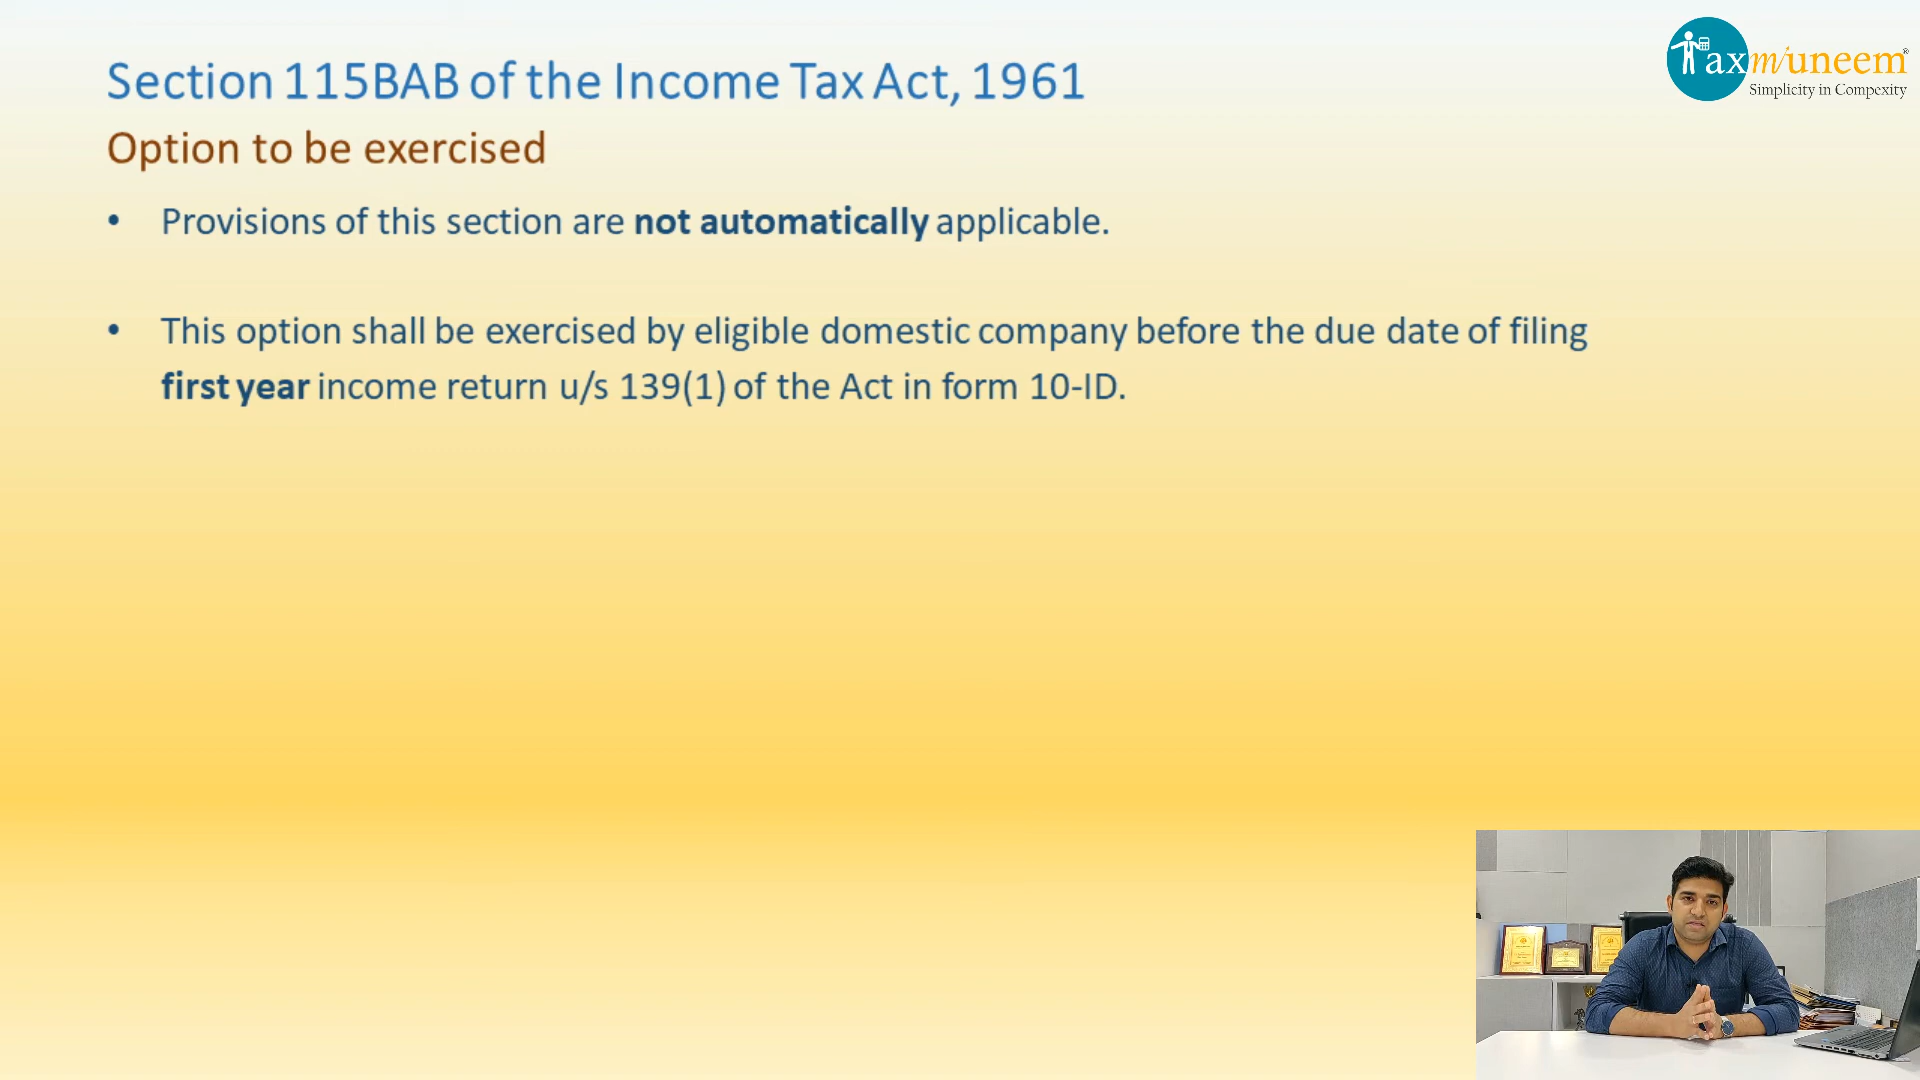 Section 115BAB of the Income Tax Act, 1961
axm/uneem®
Simplicity in Compexity
Option to be exercised
• Provisions of this section are not automatically applicable.
• This option shall be exercised by eligible domestic company before the due date of filing
first year income return u/s 139(1) of the Act in form 10-ID.